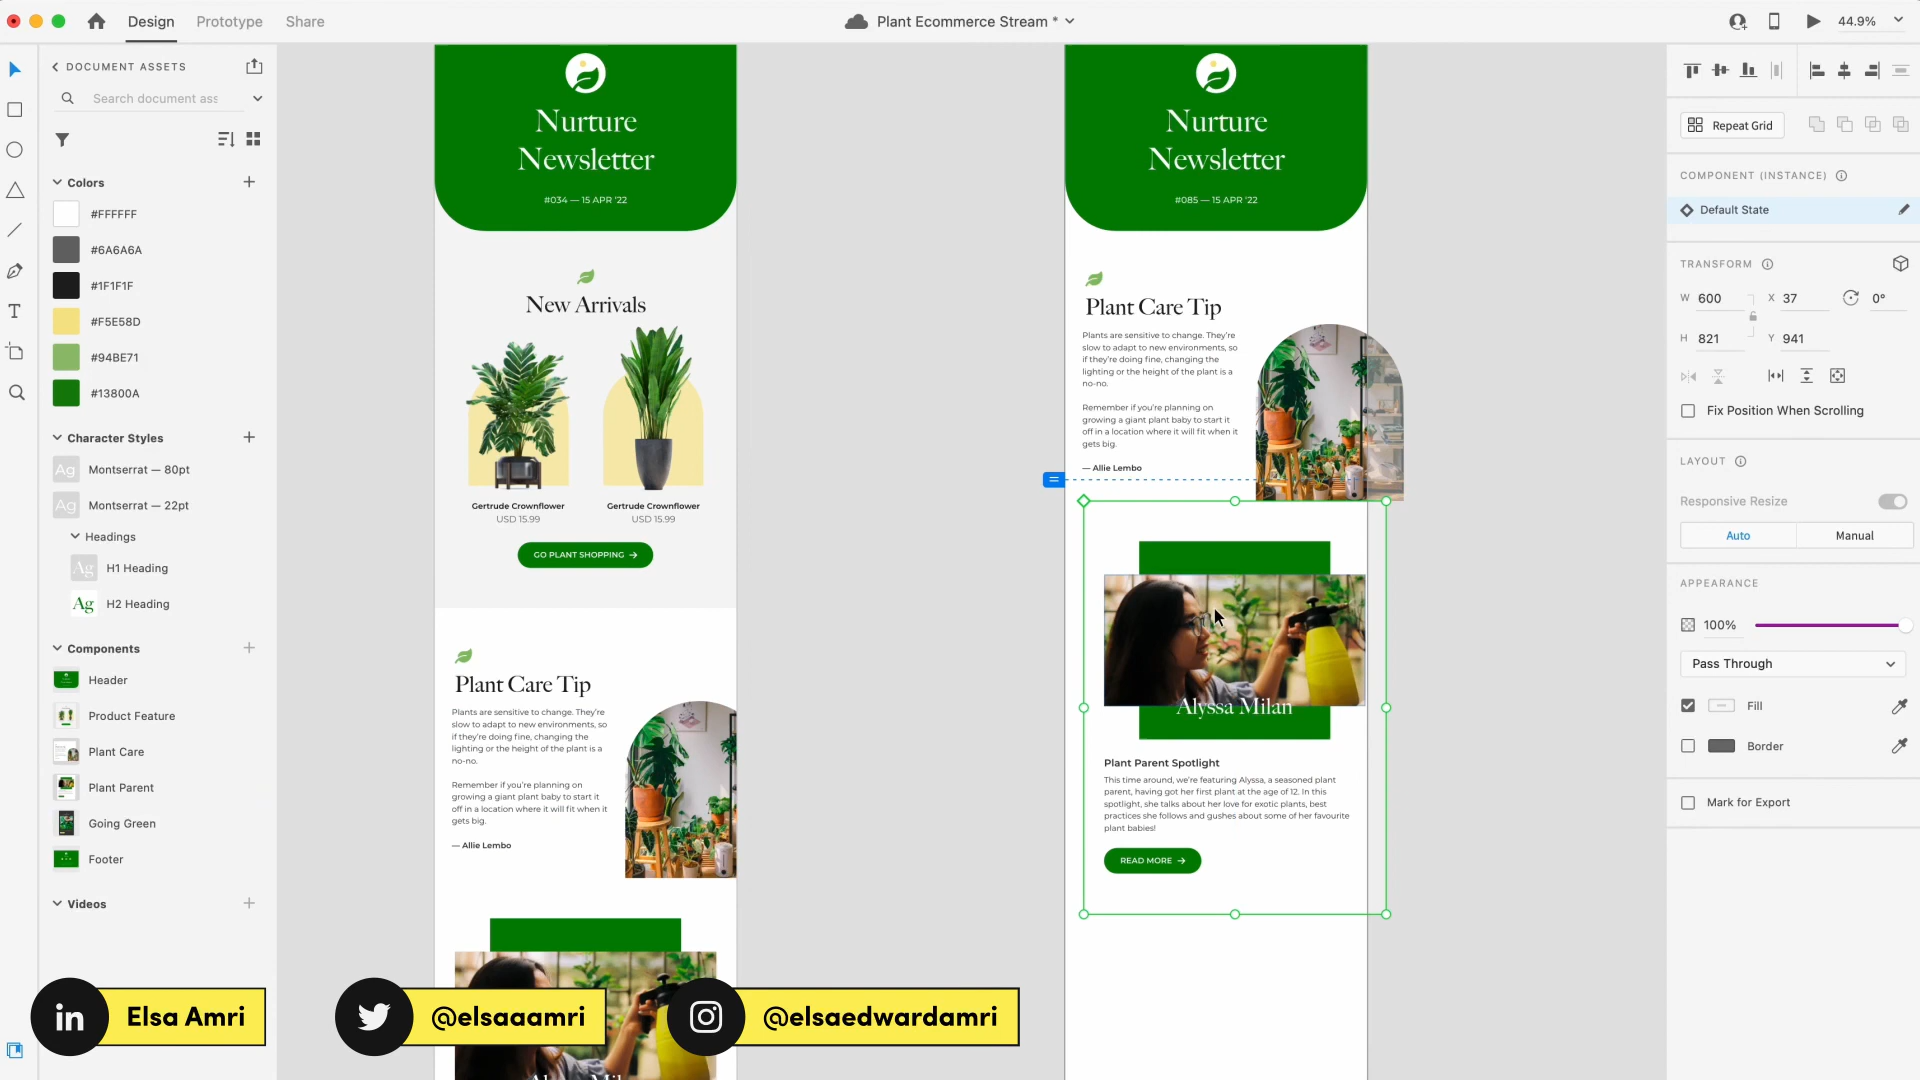 Design
Prototype
Share
Plant Ecommerce Stream *
44.9%
DOCUMENT ASSETS
Search document ass
Colors
#FFFFFF
#6A6A6A
#1F1F1F
#F5E58D
#94BE71
#13800A
Character Styles
Ag Montserrat — 80pt
Ag Montserrat — 22pt
Headings
Ag H1 Heading
Ag H2 Heading
Components
Header
Product Feature
Plant Care
Plant Parent
Going Green
Footer
Videos
Nurture
Newsletter
#034 — 15 APR '22
New Arrivals
Gertrude Crownflower
USD 15.99
Gertrude Crownflower
USD 15.99
GO PLANT SHOPPING →
Plant Care Tip
Plants are sensitive to change. They're
slow to adapt to new environments, so
if they're doing fine, changing the
lighting or the height of the plant is a
no-no.
Remember if you're planning on
growing a giant plant baby to start it
off in a location where it will fit when it
gets big.
— Allie Lembo
Nurture
Newsletter
#085 — 15 APR '22
Plant Care Tip
Plants are sensitive to change. They're
slow to adapt to new environments, so
if they're doing fine, changing the
lighting or the height of the plant is a
no-no.
Remember if you're planning on
growing a giant plant baby to start it
off in a location where it will fit when it
gets big.
— Allie Lembo
Alyssa Milan
Plant Parent Spotlight
This time around, we're featuring Alyssa, a seasoned plant
parent, having got her first plant at the age of 12. In this
spotlight, she talks about her love for exotic plants, best
practices she follows and gushes about some of her favourite
plant babies!
READ MORE →
Repeat Grid
COMPONENT (INSTANCE)
Default State
TRANSFORM
W 600 X 37 0°
H 821 Y 941
Fix Position When Scrolling
LAYOUT
Responsive Resize
Auto
Manual
APPEARANCE
100%
Pass Through
Fill
Border
Mark for Export
in Elsa Amri
@elsaaamri
@elsaedwardamri